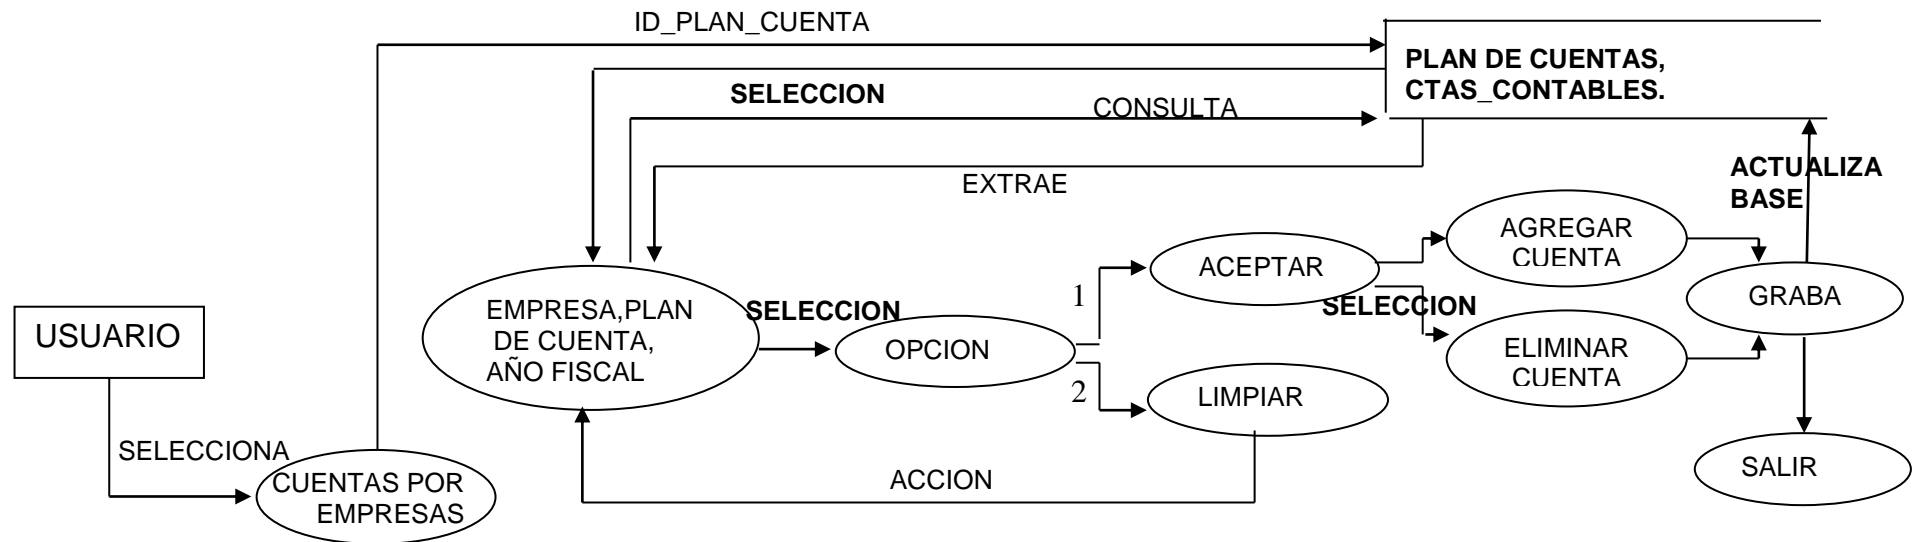 ID_PLAN_CUENTA
PLAN DE CUENTAS,
CTAS_CONTABLES.
SELECCION
CONSULTA
EXTRAE
ACTUALIZA
BASE
AGREGAR
CUENTA
ACEPTAR
1
SELECCION
GRABA
EMPRESA,PLAN
DE CUENTA,
AÑO FISCAL
SELECCION
OPCION
USUARIO
ELIMINAR
CUENTA
2
LIMPIAR
SELECCIONA
CUENTAS POR
EMPRESAS
ACCION
SALIR